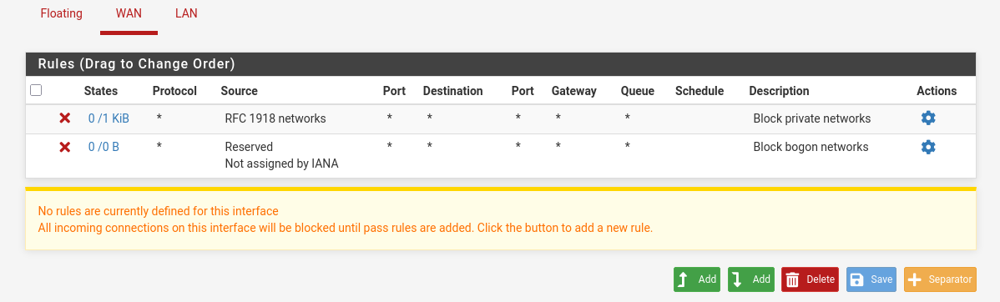 Floating WAN LAN
Rules (Drag to Change Order)
States Protocol Source Port Destination Port Gateway Queue Schedule Description Actions
0 /1 KiB * RFC 1918 networks * * * * * Block private networks
0 /0 B * Reserved * * * * * Block bogon networks
Not assigned by IANA
No rules are currently defined for this interface
All incoming connections on this interface will be blocked until pass rules are added. Click the button to add a new rule.
Add Add Delete Save Separator